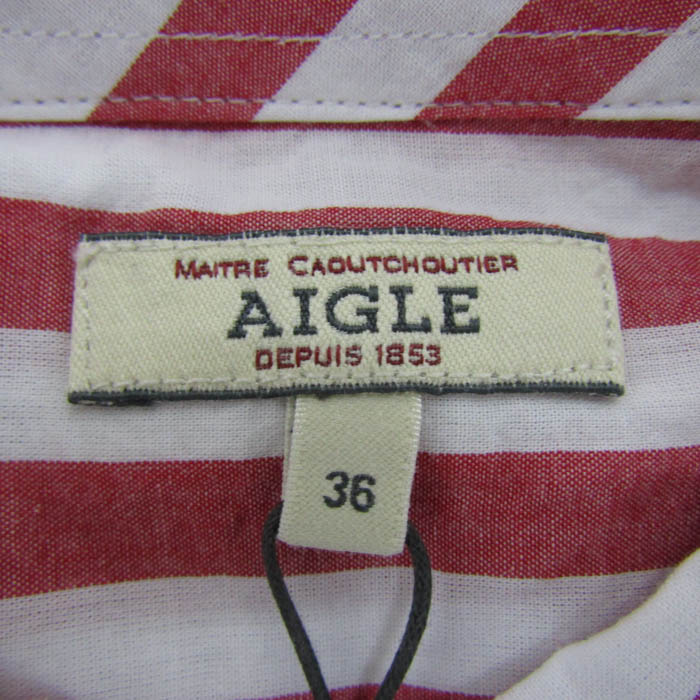 MAITRE CAOUTCHOUTIER
AIGLE
DEPUIS 1853
36